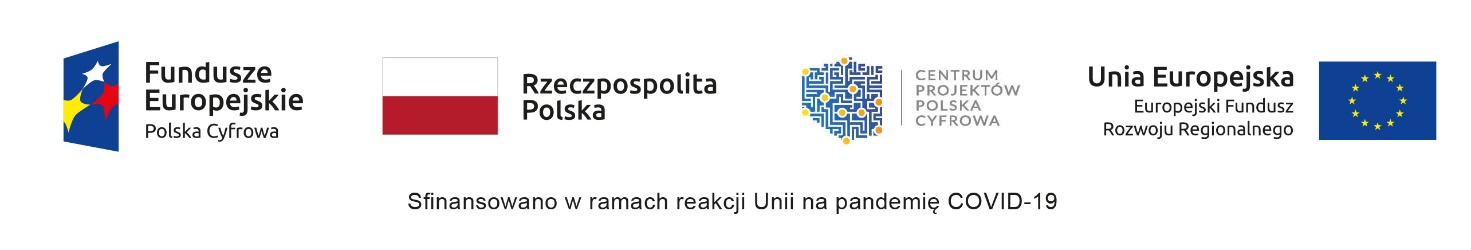 Fundusze
Europejskie
Polska Cyfrowa
Rzeczpospolita
Polska
CENTRUM
PROJEKTÓW
POLSKA
CYFROWA
Unia Europejska
Europejski Fundusz
Rozwoju Regionalnego
Sfinansowano w ramach reakcji Unii na pandemię COVID-19